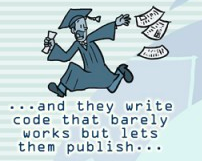 ...and they write
code that barely
works but lets
them publish...